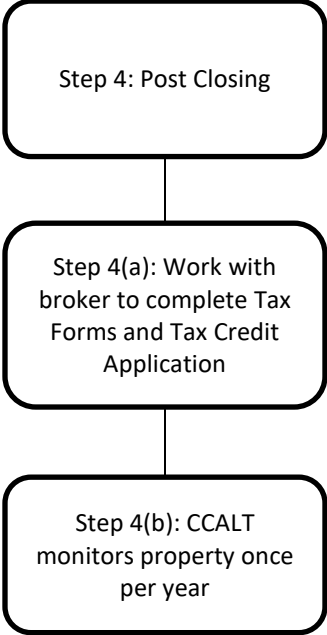 Step 4: Post Closing
Step 4(a): Work with
broker to complete Tax
Forms and Tax Credit
Application
Step 4(b): CCALT
monitors property once
per year